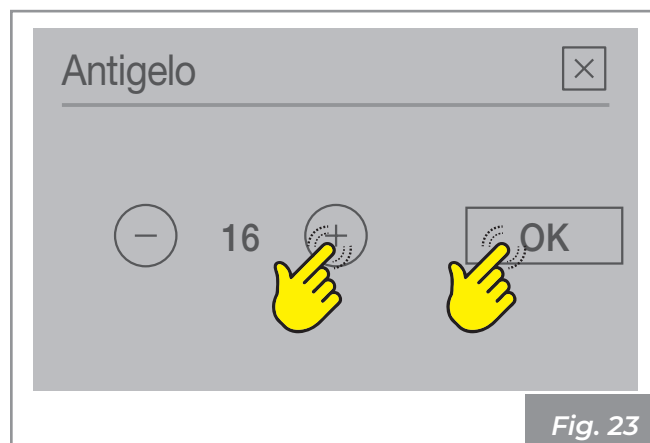 Antigelo
− 16 + OK
Fig. 23